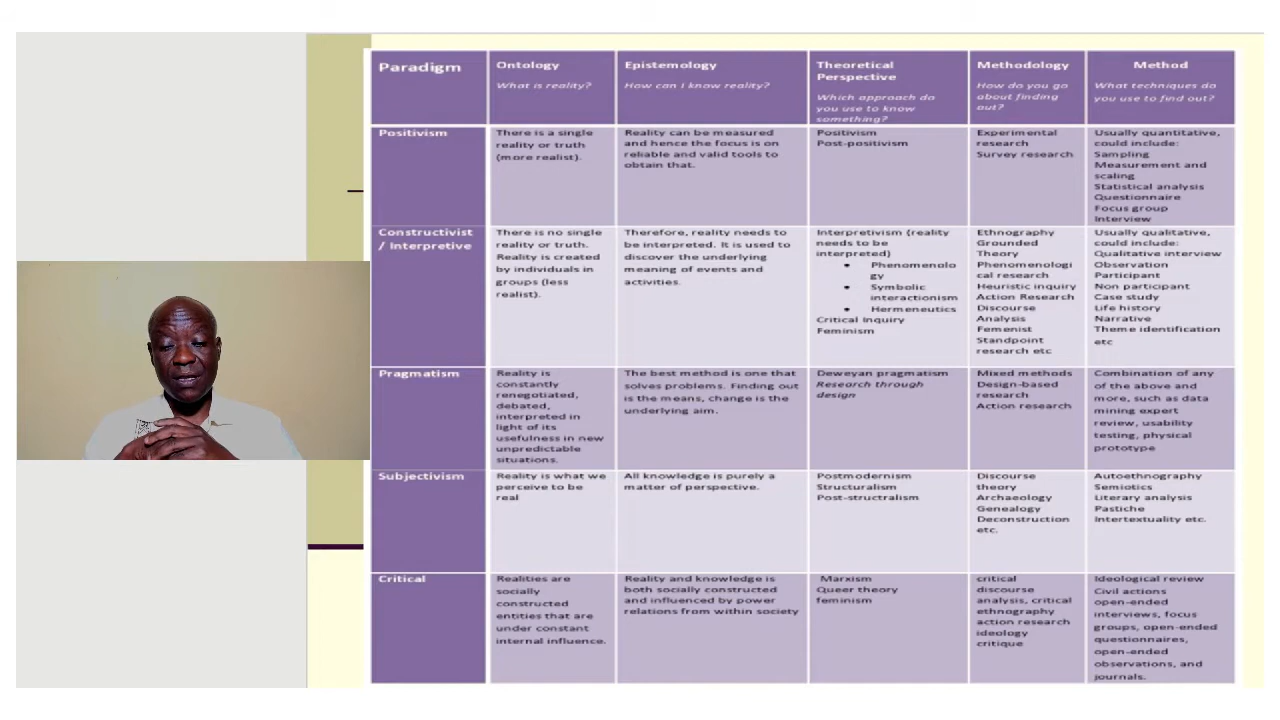 Paradigm
Ontology
What is reality?
Epistemology
How can I know reality?
Theoretical
Perspective
Which approach do
you use to know
something?
Methodology
How do you go
about finding
out?
Method
What techniques do
you use to find out?
Positivism
There is a single
reality or truth
(more realist).
Reality can be measured
and hence the focus is on
reliable and valid tools to
obtain that.
Positivism
Post-positivism
Experimental
research
Survey research
Usually quantitative,
could include:
Sampling
Measurement and
scaling
Statistical analysis
Questionnaire
Focus group
Interview
Constructivist
/ Interpretive
There is no single
reality or truth.
Reality is created
by individuals in
groups (less
realist).
Therefore, reality needs to
be interpreted. It is used to
discover the underlying
meaning of events and
activities.
Interpretivism (reality
needs to be
interpreted)
• Phenomenolo
gy
• Symbolic
interactionism
• Hermeneutics
Critical Inquiry
Feminism
Ethnography
Grounded
Theory
Phenomenologi
cal research
Heuristic inquiry
Action Research
Discourse
Analysis
Femenist
Standpoint
research etc
Usually qualitative,
could include:
Qualitative interview
Observation
Participant
Non participant
Case study
Life history
Narrative
Theme identification
etc
Pragmatism
Reality is
constantly
renegotiated,
debated,
interpreted in
light of its
usefulness in new
unpredictable
situations.
The best method is one that
solves problems. Finding out
is the means, change is the
underlying aim.
Deweyan pragmatism
Research through
design
Mixed methods
Design-based
research
Action research
Combination of any
of the above and
more, such as data
mining expert
review, usability
testing, physical
prototype
Subjectivism
Reality is what we
perceive to be
real
All knowledge is purely a
matter of perspective.
Postmodernism
Structuralism
Post-structralism
Discourse
theory
Archaeology
Genealogy
Deconstruction
etc.
Autoethnography
Semiotics
Literary analysis
Pastiche
Intertextuality etc.
Critical
Realities are
socially
constructed
entities that are
under constant
internal influence.
Reality and knowledge is
both socially constructed
and influenced by power
relations from within society
Marxism
Queer theory
feminism
critical
discourse
analysis, critical
ethnography
action research
ideology
critique
Ideological review
Civil actions
open-ended
interviews, focus
groups, open-ended
questionnaires,
open-ended
observations, and
journals.